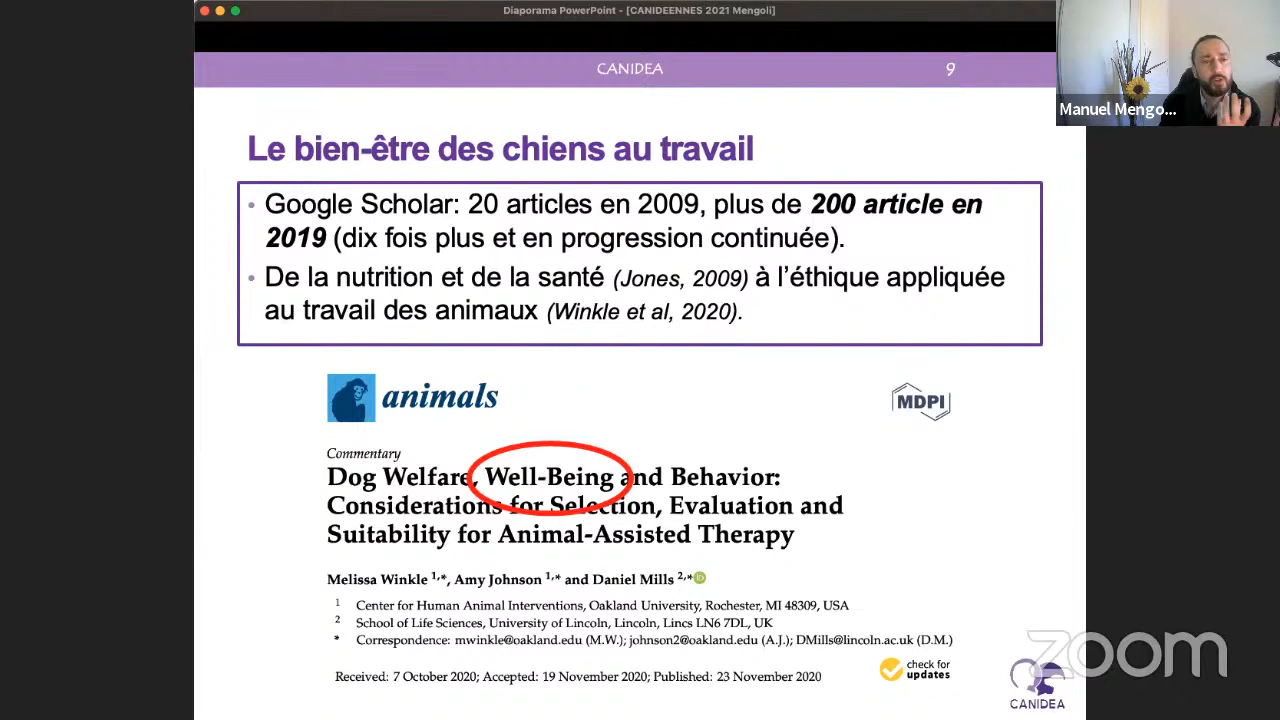 Diaporama PowerPoint - [CANIDEENNES 2021 Mengoli]
CANIDEA
9
Manuel Mengo...
Le bien-être des chiens au travail
• Google Scholar: 20 articles en 2009, plus de 200 article en
2019 (dix fois plus et en progression continuée).
• De la nutrition et de la santé (Jones, 2009) à l’éthique appliquée
au travail des animaux (Winkle et al, 2020).
animals
MDPI
Commentary
Dog Welfare, Well-Being and Behavior:
Considerations for Selection, Evaluation and
Suitability for Animal-Assisted Therapy
Melissa Winkle 1,*, Amy Johnson 1,* and Daniel Mills 2,* iD
1 Center for Human Animal Interventions, Oakland University, Rochester, MI 48309, USA
2 School of Life Sciences, University of Lincoln, Lincoln, Lincs LN6 7DL, UK
* Correspondence: mwinkle@oakland.edu (M.W.); johnson2@oakland.edu (A.J.); DMills@lincoln.ac.uk (D.M.)
Received: 7 October 2020; Accepted: 19 November 2020; Published: 23 November 2020
check for
updates
zoom
CANIDEA